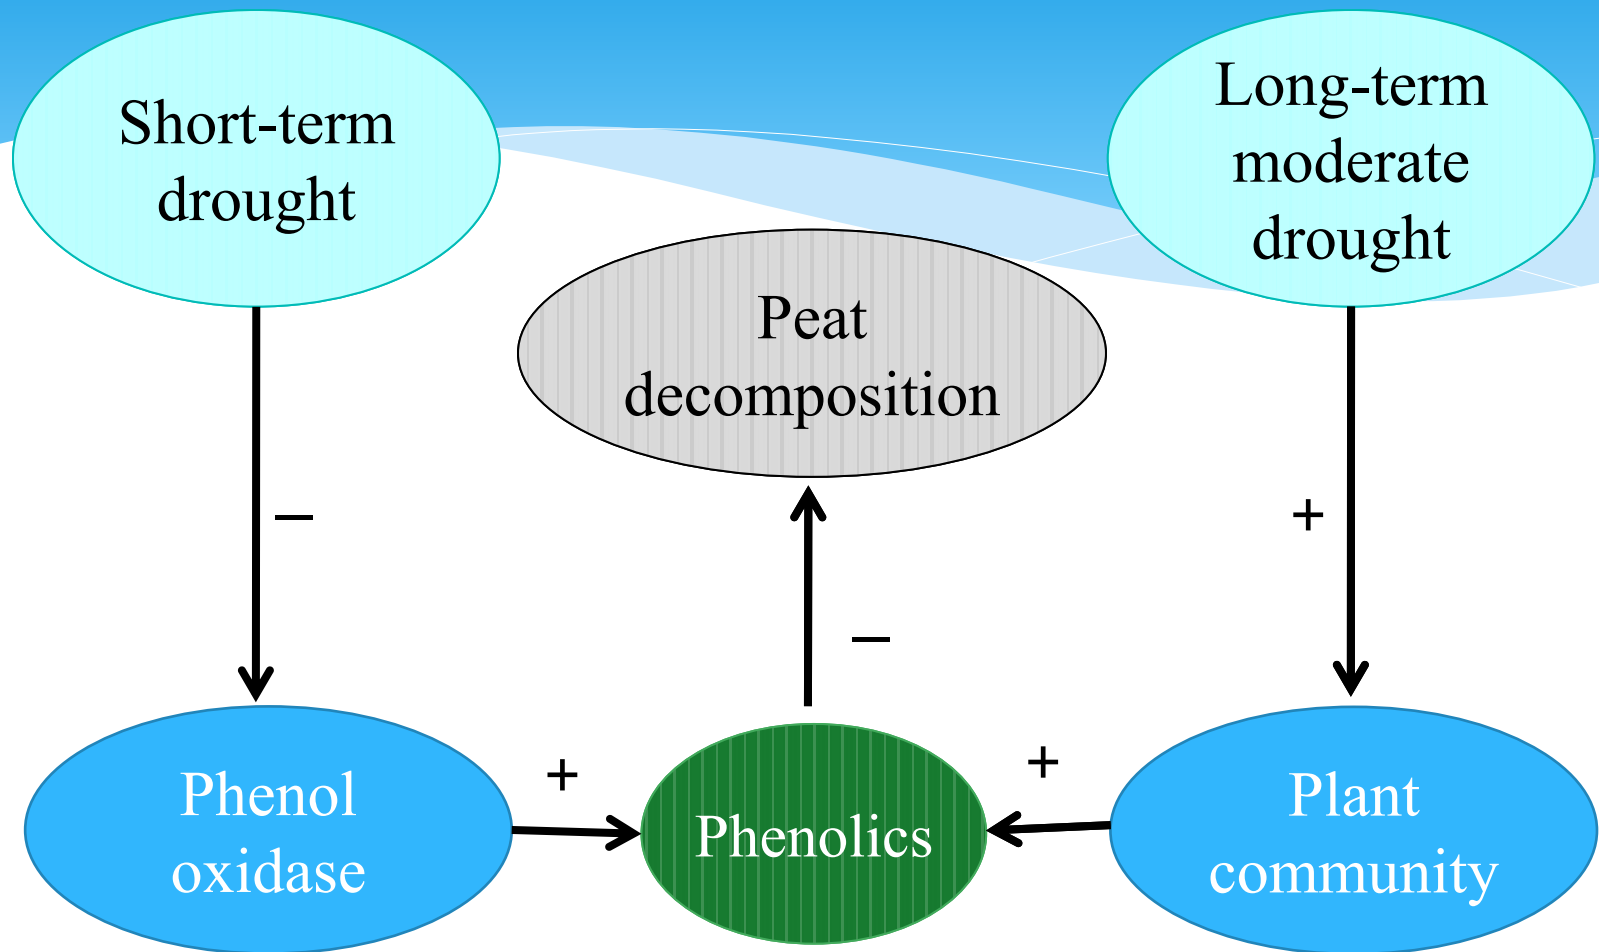 Short-term
drought
Long-term
moderate
drought
Peat
decomposition
–
+
–
+
+
Phenol
oxidase
Phenolics
Plant
community